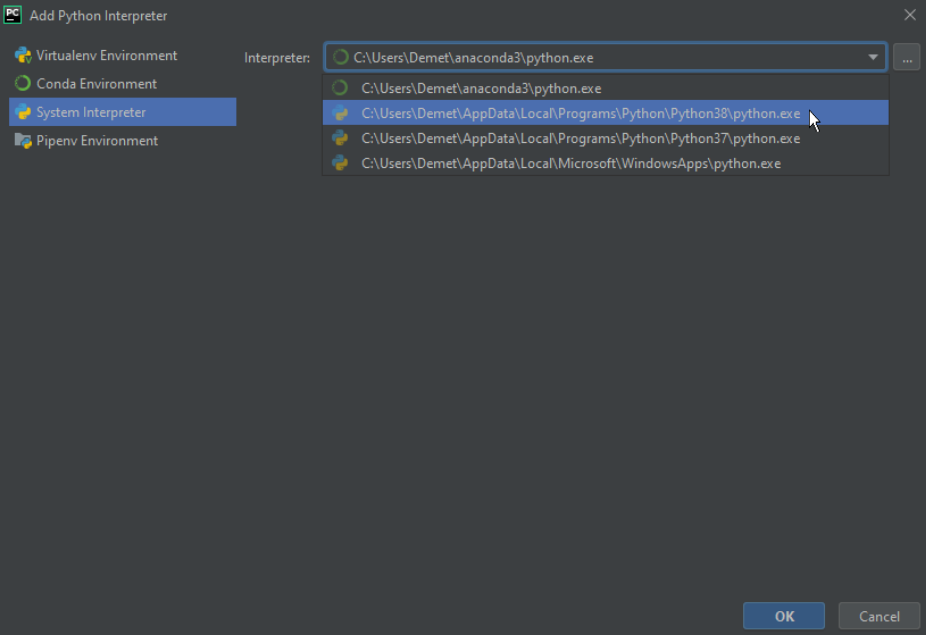 PC Add Python Interpreter
Virtualenv Environment
Conda Environment
System Interpreter
Pipenv Environment
Interpreter: C:\Users\Demet\anaconda3\python.exe ...
C:\Users\Demet\anaconda3\python.exe
C:\Users\Demet\AppData\Local\Programs\Python\Python38\python.exe
C:\Users\Demet\AppData\Local\Programs\Python\Python37\python.exe
C:\Users\Demet\AppData\Local\Microsoft\WindowsApps\python.exe
OK Cancel